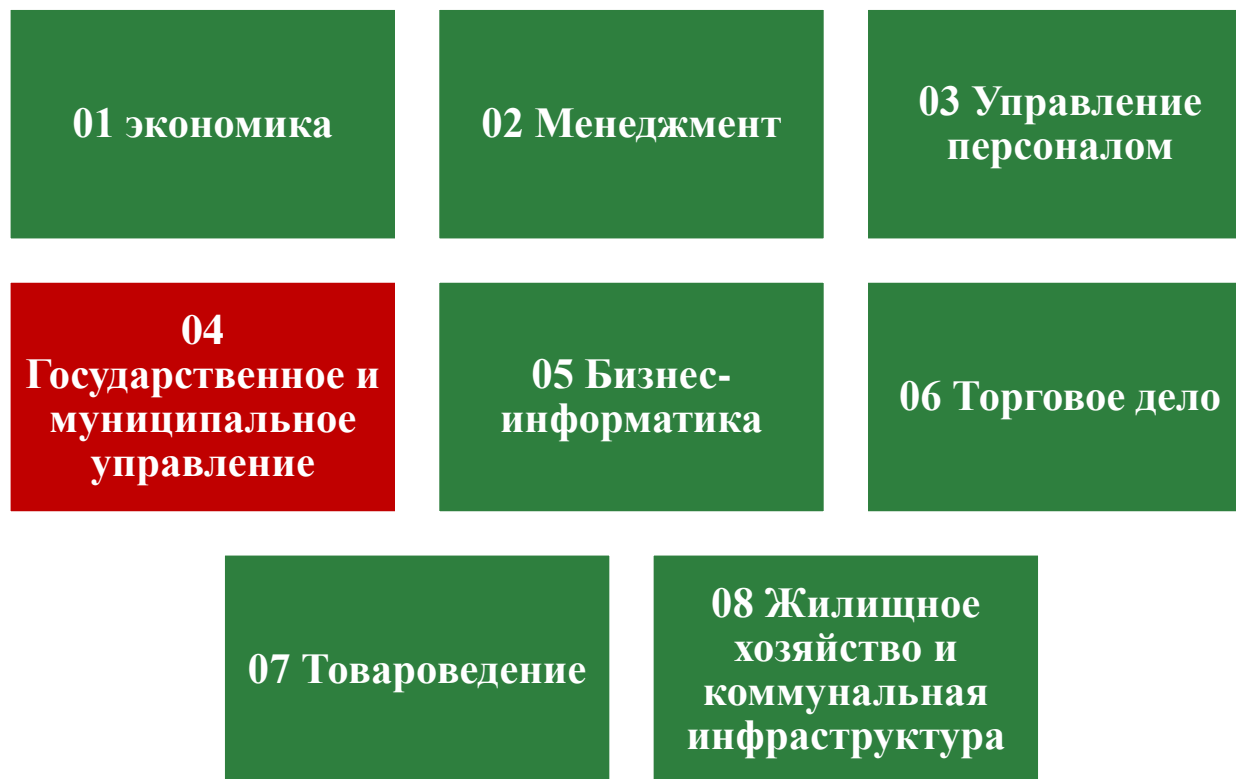 01 экономика
02 Менеджмент
03 Управление
персоналом
04
Государственное и
муниципальное
управление
05 Бизнес-
информатика
06 Торговое дело
07 Товароведение
08 Жилищное
хозяйство и
коммунальная
инфраструктура